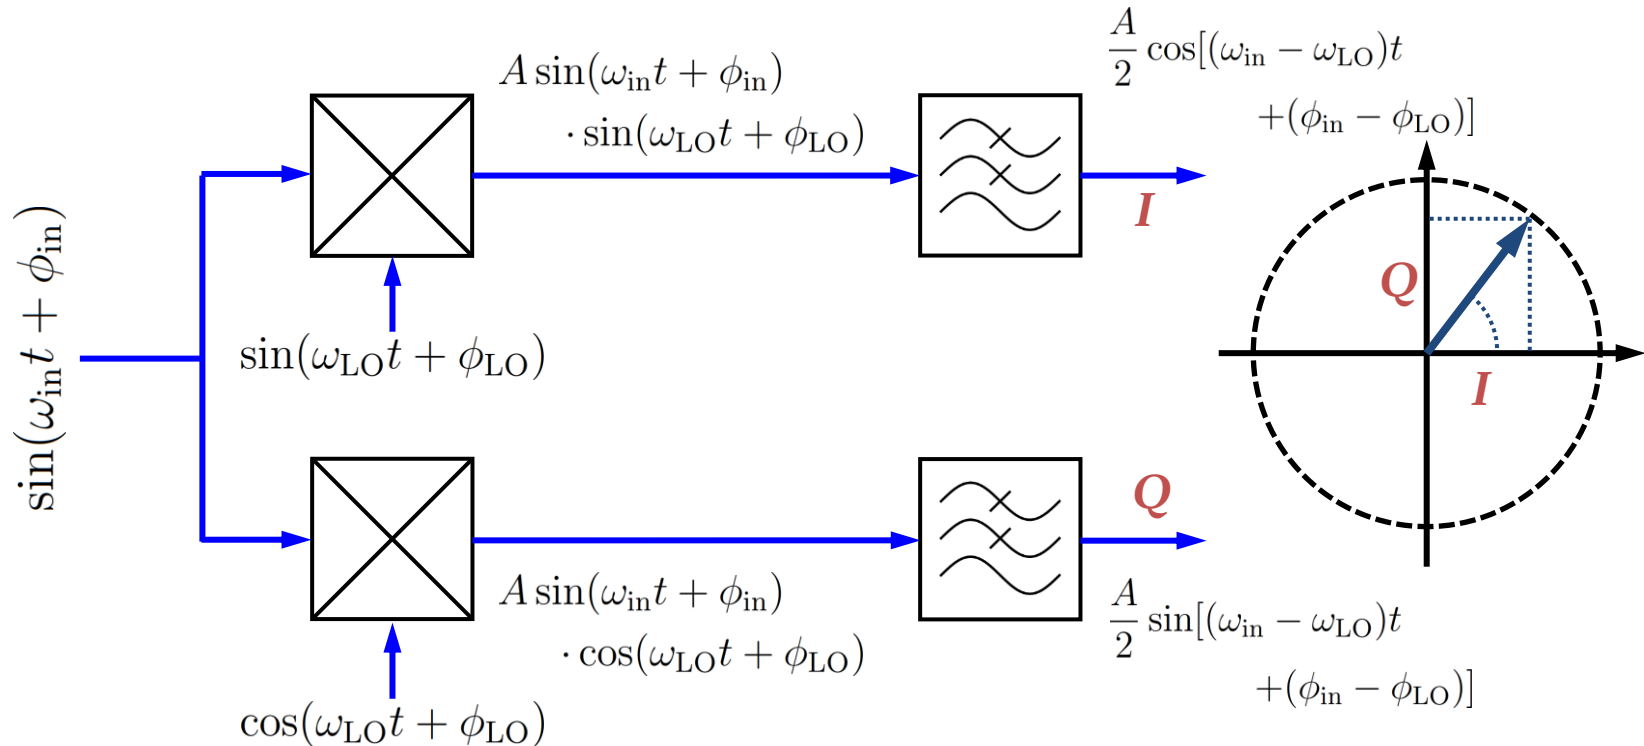 sin(ω_in t + ϕ_in)
A sin(ω_in t + ϕ_in)
· sin(ω_LO t + ϕ_LO)
sin(ω_LO t + ϕ_LO)
I
A/2 cos[(ω_in − ω_LO)t
+(ϕ_in − ϕ_LO)]
Q
I
A sin(ω_in t + ϕ_in)
· cos(ω_LO t + ϕ_LO)
cos(ω_LO t + ϕ_LO)
Q
A/2 sin[(ω_in − ω_LO)t
+(ϕ_in − ϕ_LO)]